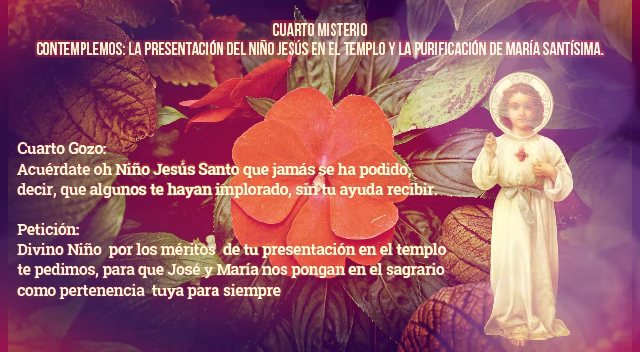 CUARTO MISTERIO
CONTEMPLEMOS: LA PRESENTACIÓN DEL NIÑO JESÚS EN EL TEMPLO Y LA PURIFICACIÓN DE MARÍA SANTÍSIMA.
Cuarto Gozo:
Acuérdate oh Niño Jesús Santo que jamás se ha podido,
decir, que algunos te hayan implorado, sin tu ayuda recibir.
Petición:
Divino Niño por los méritos de tu presentación en el templo
te pedimos, para que José y María nos pongan en el sagrario
como pertenencia tuya para siempre